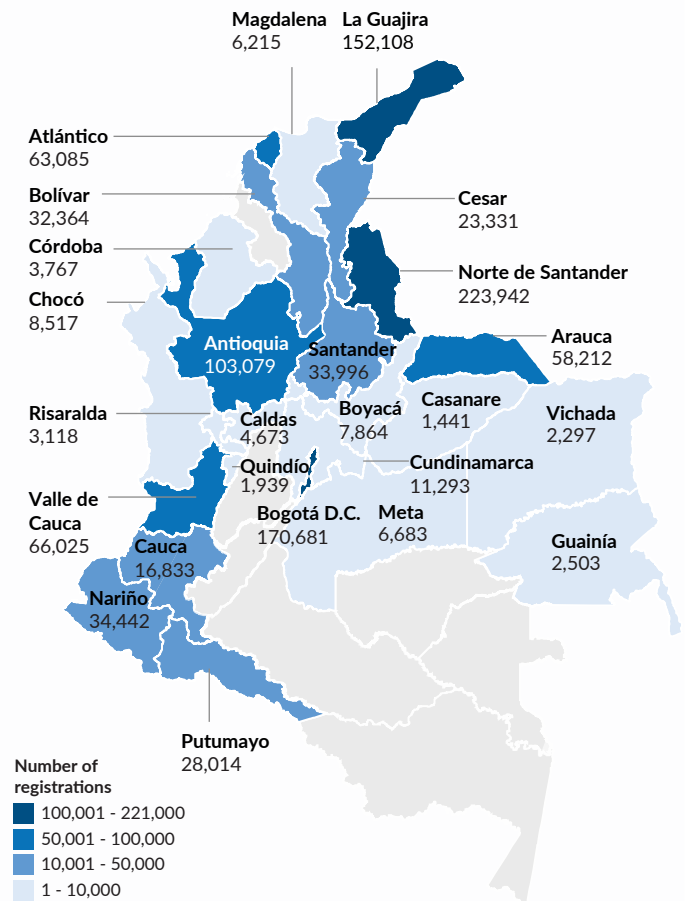 Magdalena
6,215
La Guajira
152,108
Atlántico
63,085
Bolívar
32,364
Cesar
23,331
Córdoba
3,767
Norte de Santander
223,942
Chocó
8,517
Antioquia
103,079
Santander
33,996
Arauca
58,212
Risaralda
3,118
Caldas
4,673
Boyacá
7,864
Casanare
1,441
Vichada
2,297
Quindío
1,939
Cundinamarca
11,293
Valle de
Cauca
66,025
Bogotá D.C.
170,681
Meta
6,683
Cauca
16,833
Guainía
2,503
Nariño
34,442
Putumayo
28,014
Number of
registrations
100,001 - 221,000
50,001 - 100,000
10,001 - 50,000
1 - 10,000